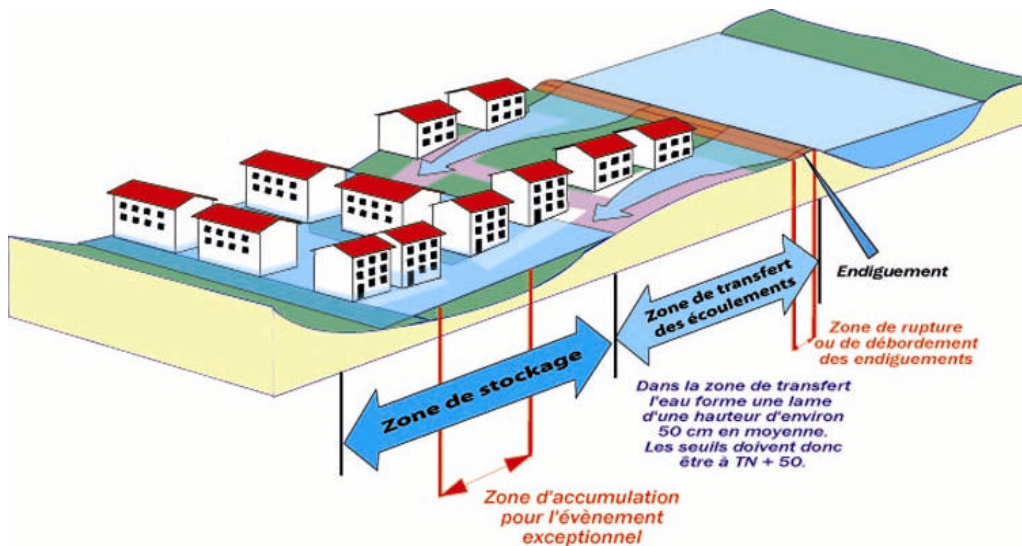 Endiguement
Zone de transfert
des écoulements
Zone de rupture
ou de débordement
des endiguements
Zone de stockage
Dans la zone de transfert
l'eau forme une lame
d'une hauteur d'environ
50 cm en moyenne.
Les seuils doivent donc
être à TN + 50.
Zone d'accumulation
pour l'évènement
exceptionnel